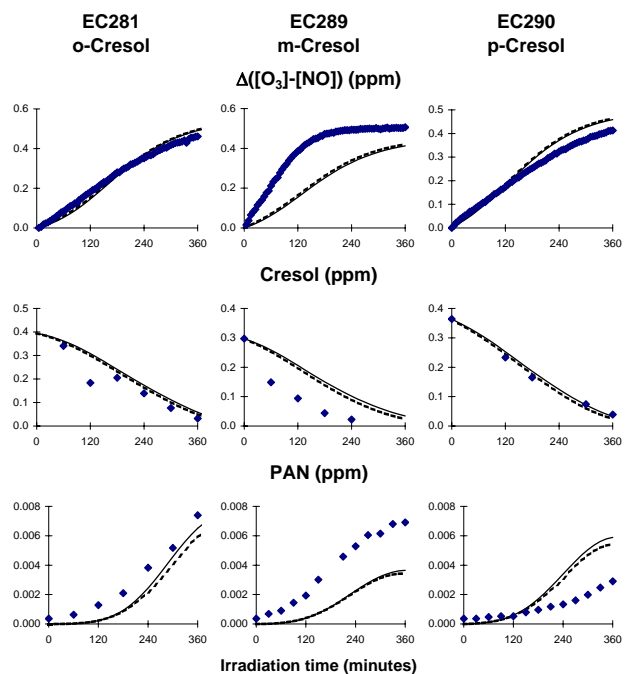 EC281 EC289 EC290
o-Cresol m-Cresol p-Cresol
Δ([O₃]-[NO]) (ppm)
0.6 0.6 0.5
0.4 0.4 0.4
0.3
0.2 0.2 0.2
0.1
0.0 0.0 0.0
0 120 240 360 0 120 240 360 0 120 240 360
Cresol (ppm)
0.5 0.4 0.4
0.4 0.3 0.3
0.3
0.2 0.2 0.2
0.1 0.1 0.1
0.0 0.0 0.0
0 120 240 360 0 120 240 360 0 120 240 360
PAN (ppm)
0.008 0.008 0.008
0.006 0.006 0.006
0.004 0.004 0.004
0.002 0.002 0.002
0.000 0.000 0.000
0 120 240 360 0 120 240 360 0 120 240 360
Irradiation time (minutes)